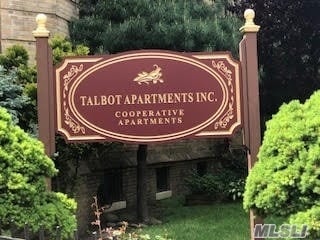 TALBOT APARTMENTS INC.
COOPERATIVE
APARTMENTS
MLSLI